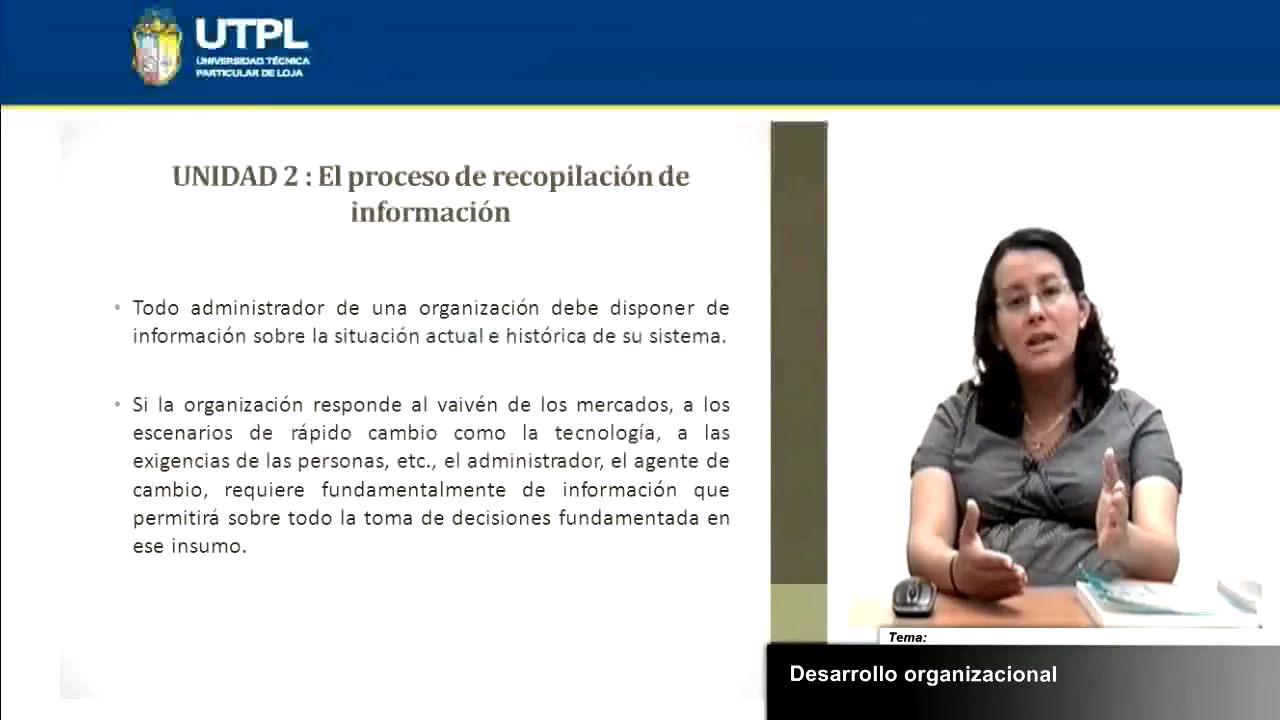 UTPL
UNIVERSIDAD TÉCNICA
PARTICULAR DE LOJA
UNIDAD 2 : El proceso de recopilación de
información
• Todo administrador de una organización debe disponer de
información sobre la situación actual e histórica de su sistema.
• Si la organización responde al vaivén de los mercados, a los
escenarios de rápido cambio como la tecnología, a las
exigencias de las personas, etc., el administrador, el agente de
cambio, requiere fundamentalmente de información que
permitirá sobre todo la toma de decisiones fundamentada en
ese insumo.
Tema:
Desarrollo organizacional